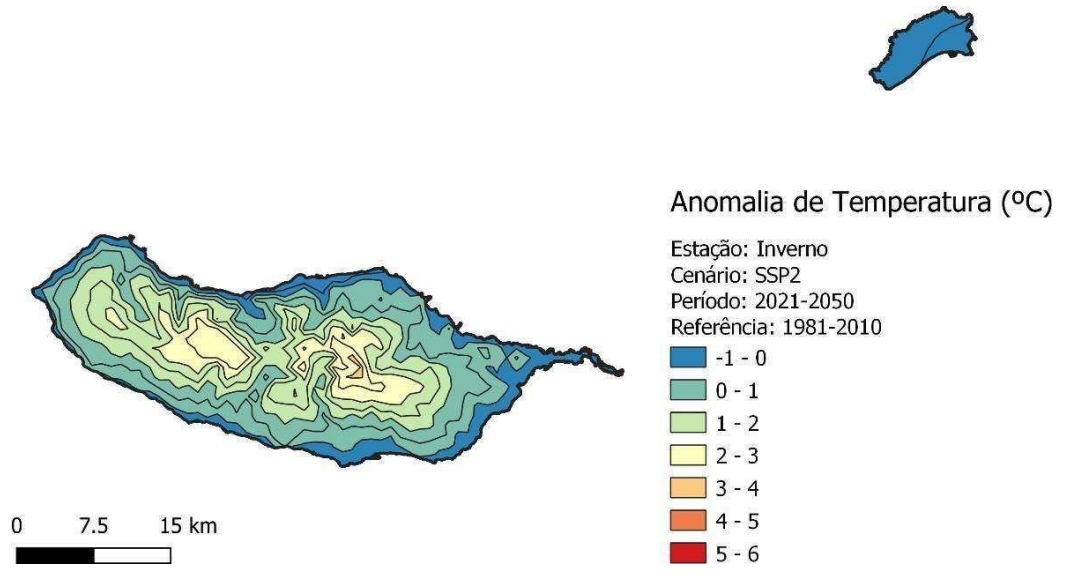 Anomalia de Temperatura (ºC)
Estação: Inverno
Cenário: SSP2
Período: 2021-2050
Referência: 1981-2010
-1 - 0
0 - 1
1 - 2
2 - 3
3 - 4
4 - 5
5 - 6
0 7.5 15 km